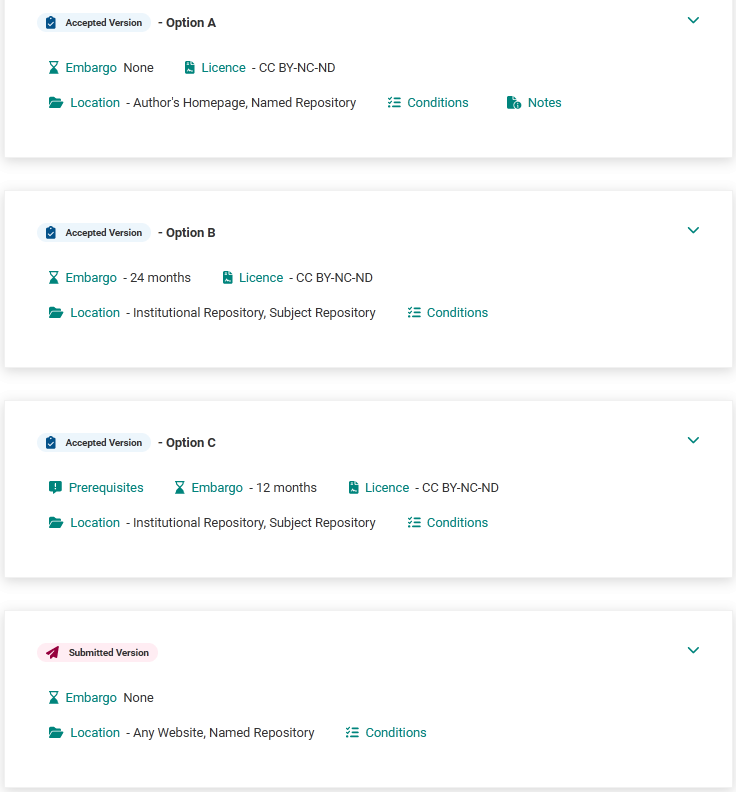 Accepted Version - Option A
Embargo None Licence - CC BY-NC-ND
Location - Author's Homepage, Named Repository Conditions Notes
Accepted Version - Option B
Embargo - 24 months Licence - CC BY-NC-ND
Location - Institutional Repository, Subject Repository Conditions
Accepted Version - Option C
Prerequisites Embargo - 12 months Licence - CC BY-NC-ND
Location - Institutional Repository, Subject Repository Conditions
Submitted Version
Embargo None
Location - Any Website, Named Repository Conditions